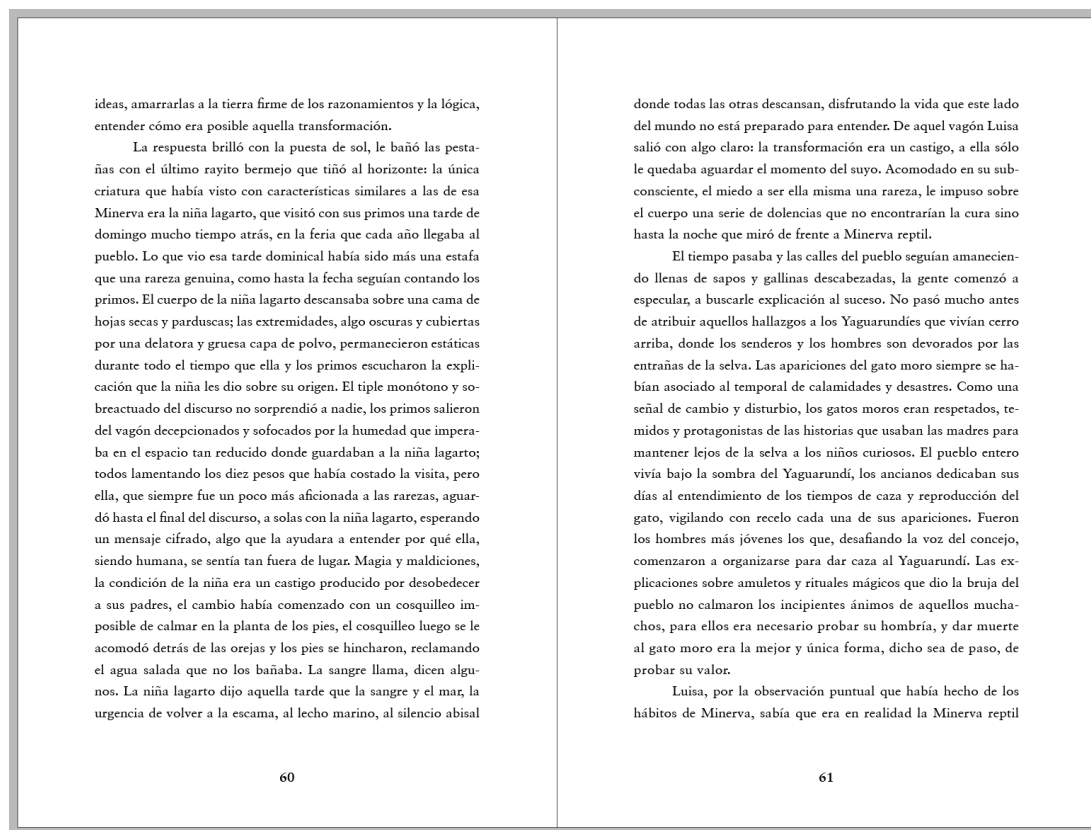 ideas, amarrarlas a la tierra firme de los razonamientos y la lógica,
entender cómo era posible aquella transformación.
La respuesta brilló con la puesta de sol, le bañó las pesta-
ñas con el último rayito bermejo que tiñó al horizonte: la única
criatura que había visto con características similares a las de esa
Minerva era la niña lagarto, que visitó con sus primos una tarde de
domingo mucho tiempo atrás, en la feria que cada año llegaba al
pueblo. Lo que vio esa tarde dominical había sido más una estafa
que una rareza genuina, como hasta la fecha seguían contando los
primos. El cuerpo de la niña lagarto descansaba sobre una cama de
hojas secas y parduscas; las extremidades, algo oscuras y cubiertas
por una delatora y gruesa capa de polvo, permanecieron estáticas
durante todo el tiempo que ella y los primos escucharon la expli-
cación que la niña les dio sobre su origen. El tiple monótono y so-
breactuado del discurso no sorprendió a nadie, los primos salieron
del vagón decepcionados y sofocados por la humedad que impera-
ba en el espacio tan reducido donde guardaban a la niña lagarto;
todos lamentando los diez pesos que había costado la visita, pero
ella, que siempre fue un poco más aficionada a las rarezas, aguar-
dó hasta el final del discurso, a solas con la niña lagarto, esperando
un mensaje cifrado, algo que la ayudara a entender por qué ella,
siendo humana, se sentía tan fuera de lugar. Magia y maldiciones,
la condición de la niña era un castigo producido por desobedecer
a sus padres, el cambio había comenzado con un cosquilleo im-
posible de calmar en la planta de los pies, el cosquilleo luego se le
acomodó detrás de las orejas y los pies se hincharon, reclamando
el agua salada que no los bañaba. La sangre llama, dicen algu-
nos. La niña lagarto dijo aquella tarde que la sangre y el mar, la
urgencia de volver a la escama, al lecho marino, al silencio abisal
60
donde todas las otras descansan, disfrutando la vida que este lado
del mundo no está preparado para entender. De aquel vagón Luisa
salió con algo claro: la transformación era un castigo, a ella sólo
le quedaba aguardar el momento del suyo. Acomodado en su sub-
consciente, el miedo a ser ella misma una rareza, le impuso sobre
el cuerpo una serie de dolencias que no encontrarían la cura sino
hasta la noche que miró de frente a Minerva reptil.
El tiempo pasaba y las calles del pueblo seguían amanecien-
do llenas de sapos y gallinas descabezadas, la gente comenzó a
especular, a buscarle explicación al suceso. No pasó mucho antes
de atribuir aquellos hallazgos a los Yaguarundíes que vivían cerro
arriba, donde los senderos y los hombres son devorados por las
entrañas de la selva. Las apariciones del gato moro siempre se ha-
bían asociado al temporal de calamidades y desastres. Como una
señal de cambio y disturbio, los gatos moros eran respetados, te-
midos y protagonistas de las historias que usaban las madres para
mantener lejos de la selva a los niños curiosos. El pueblo entero
vivía bajo la sombra del Yaguarundí, los ancianos dedicaban sus
días al entendimiento de los tiempos de caza y reproducción del
gato, vigilando con recelo cada una de sus apariciones. Fueron
los hombres más jóvenes los que, desafiando la voz del concejo,
comenzaron a organizarse para dar caza al Yaguarundí. Las ex-
plicaciones sobre amuletos y rituales mágicos que dio la bruja del
pueblo no calmaron los incipientes ánimos de aquellos mucha-
chos, para ellos era necesario probar su hombría, y dar muerte
al gato moro era la mejor y única forma, dicho sea de paso, de
probar su valor.
Luisa, por la observación puntual que había hecho de los
hábitos de Minerva, sabía que era en realidad la Minerva reptil
61